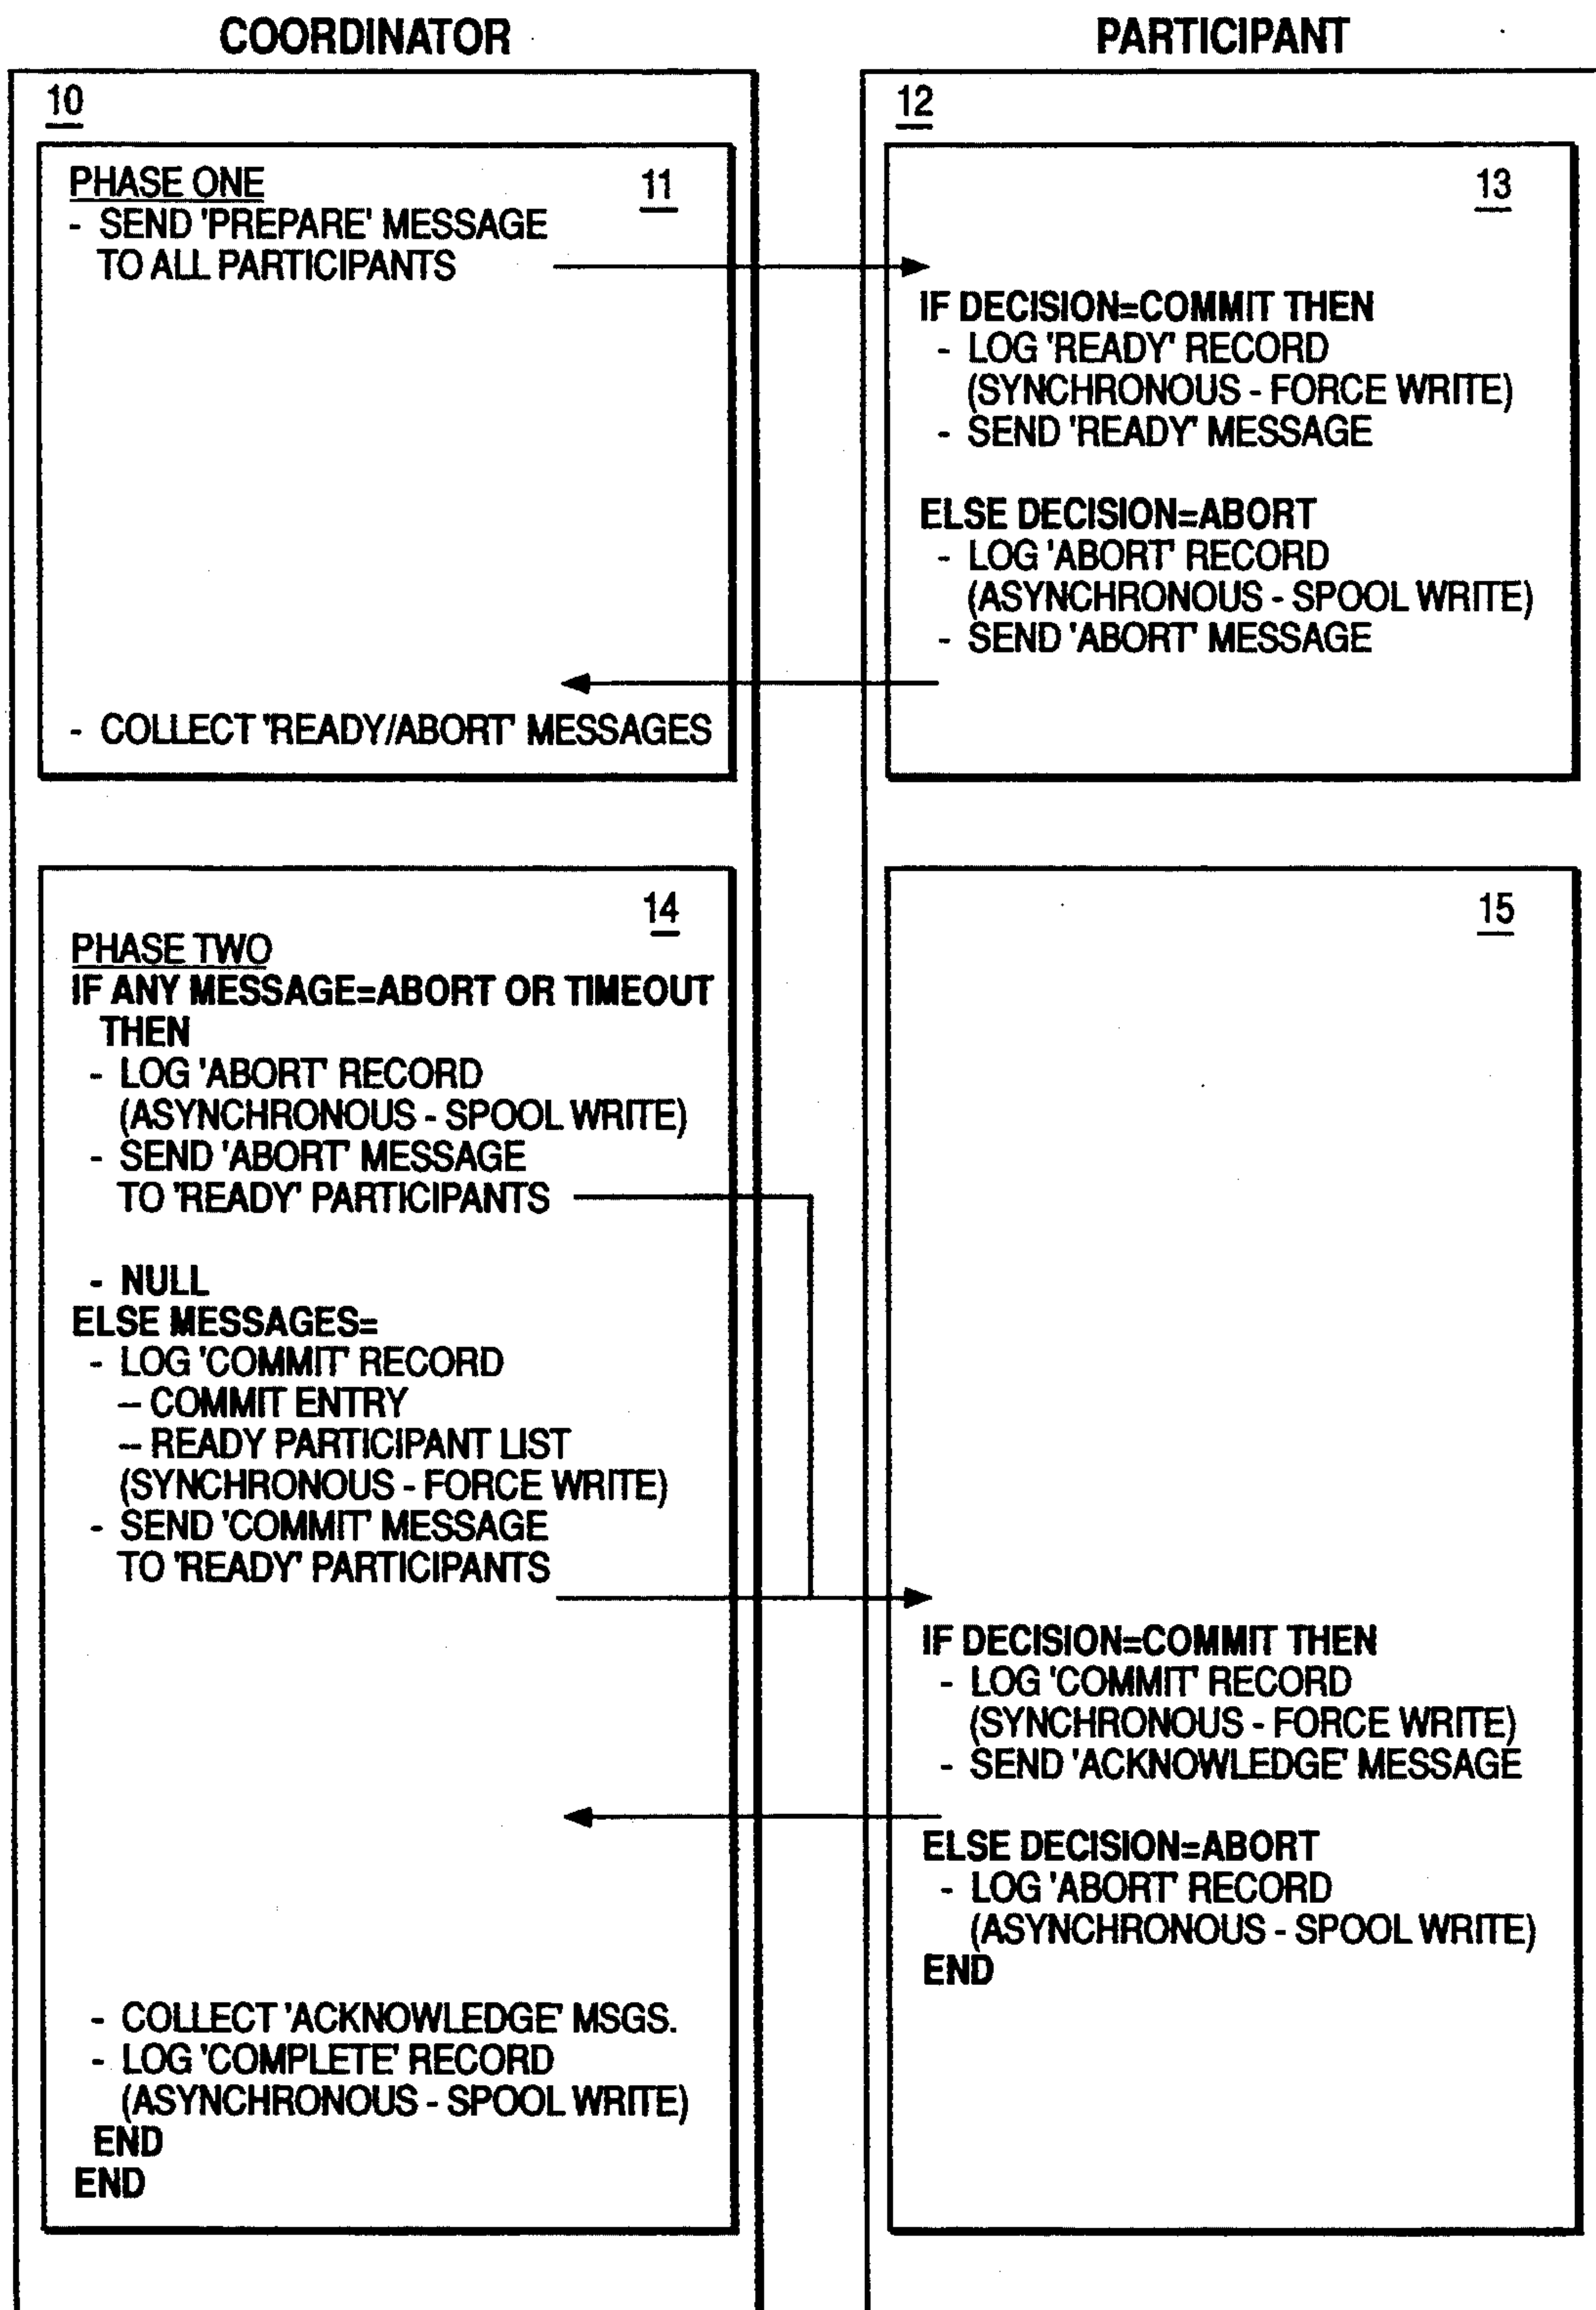 COORDINATOR
10
PHASE ONE
11
- SEND 'PREPARE' MESSAGE
TO ALL PARTICIPANTS
- COLLECT 'READY/ABORT' MESSAGES
14
PHASE TWO
IF ANY MESSAGE=ABORT OR TIMEOUT
THEN
- LOG 'ABORT' RECORD
(ASYNCHRONOUS - SPOOL WRITE)
- SEND 'ABORT' MESSAGE
TO 'READY' PARTICIPANTS
- NULL
ELSE MESSAGES=
- LOG 'COMMIT' RECORD
– COMMIT ENTRY
– READY PARTICIPANT LIST
(SYNCHRONOUS - FORCE WRITE)
- SEND 'COMMIT' MESSAGE
TO 'READY' PARTICIPANTS
- COLLECT 'ACKNOWLEDGE' MSGS.
- LOG 'COMPLETE' RECORD
(ASYNCHRONOUS - SPOOL WRITE)
END
END
PARTICIPANT
12
13
IF DECISION=COMMIT THEN
- LOG 'READY' RECORD
(SYNCHRONOUS - FORCE WRITE)
- SEND 'READY' MESSAGE
ELSE DECISION=ABORT
- LOG 'ABORT' RECORD
(ASYNCHRONOUS - SPOOL WRITE)
- SEND 'ABORT' MESSAGE
15
IF DECISION=COMMIT THEN
- LOG 'COMMIT' RECORD
(SYNCHRONOUS - FORCE WRITE)
- SEND 'ACKNOWLEDGE' MESSAGE
ELSE DECISION=ABORT
- LOG 'ABORT' RECORD
(ASYNCHRONOUS - SPOOL WRITE)
END